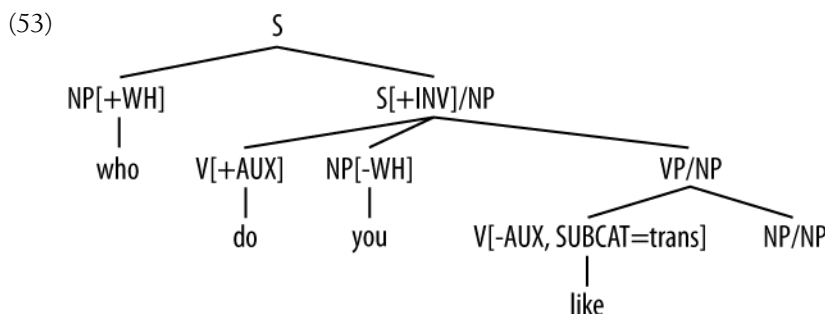 (53) S
NP[+WH] S[+INV]/NP
who V[+AUX] NP[-WH] VP/NP
do you V[-AUX, SUBCAT=trans] NP/NP
like